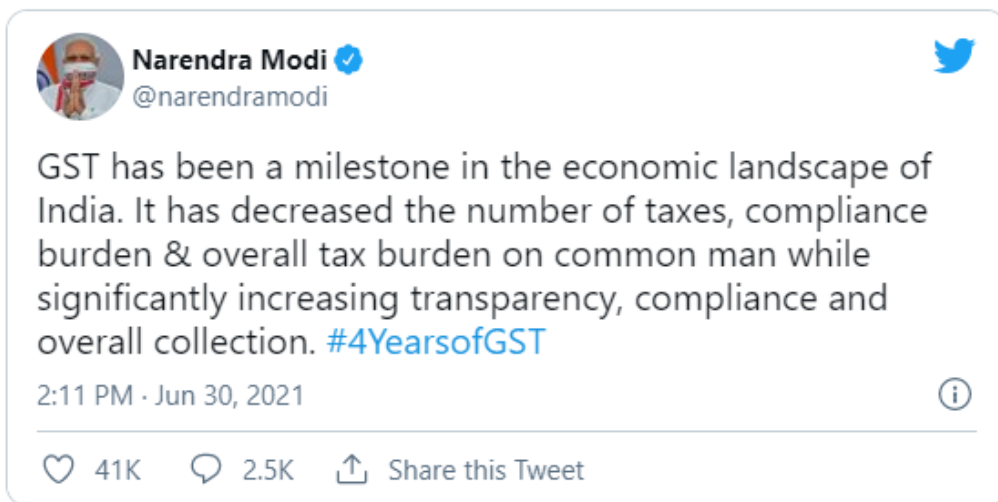 Narendra Modi
@narendramodi
GST has been a milestone in the economic landscape of
India. It has decreased the number of taxes, compliance
burden & overall tax burden on common man while
significantly increasing transparency, compliance and
overall collection. #4YearsofGST
2:11 PM · Jun 30, 2021
41K 2.5K Share this Tweet